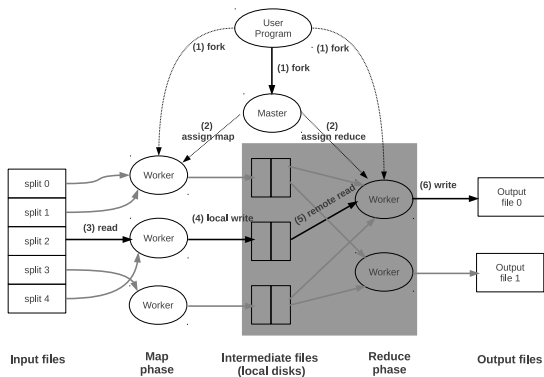 User
Program
(1) fork
(1) fork
(1) fork
Master
(2)
assign map
(2)
assign reduce
split 0
split 1
split 2
split 3
split 4
Worker
Worker
Worker
(3) read
(4) local write
(5) remote read
Worker
Worker
(6) write
Output
file 0
Output
file 1
Input files
Map
phase
Intermediate files
(local disks)
Reduce
phase
Output files